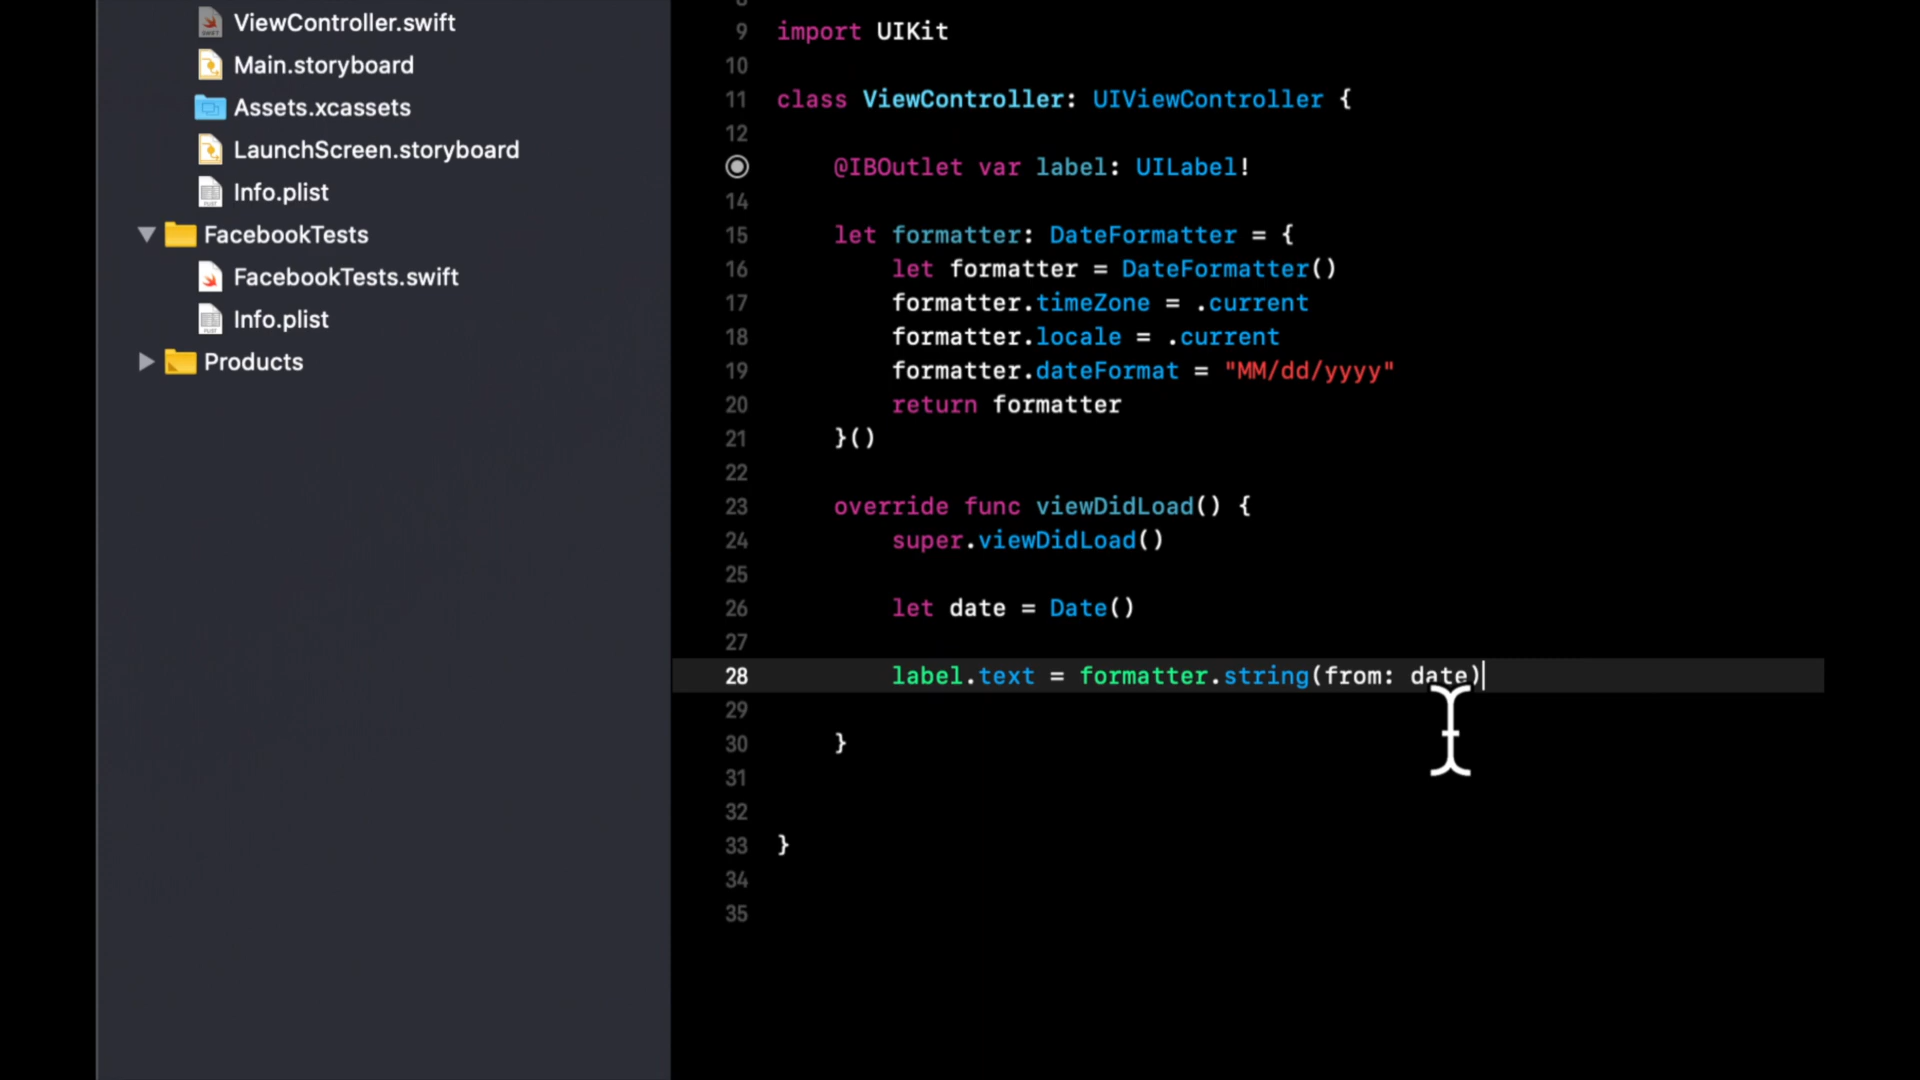 ViewController.swift
Main.storyboard
Assets.xcassets
LaunchScreen.storyboard
Info.plist
FacebookTests
FacebookTests.swift
Info.plist
Products
9 import UIKit
10
11 class ViewController: UIViewController {
12
@IBOutlet var label: UILabel!
14
15 let formatter: DateFormatter = {
16 let formatter = DateFormatter()
17 formatter.timeZone = .current
18 formatter.locale = .current
19 formatter.dateFormat = "MM/dd/yyyy"
20 return formatter
21 }()
22
23 override func viewDidLoad() {
24 super.viewDidLoad()
25
26 let date = Date()
27
28 label.text = formatter.string(from: date)
29
30 }
31
32
33 }
34
35